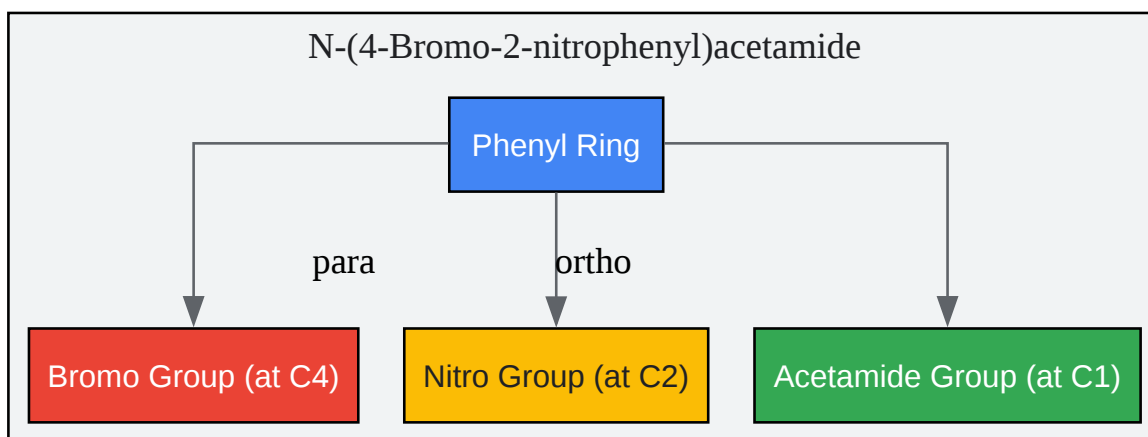 N-(4-Bromo-2-nitrophenyl)acetamide
Phenyl Ring
para
ortho
Bromo Group (at C4)
Nitro Group (at C2)
Acetamide Group (at C1)